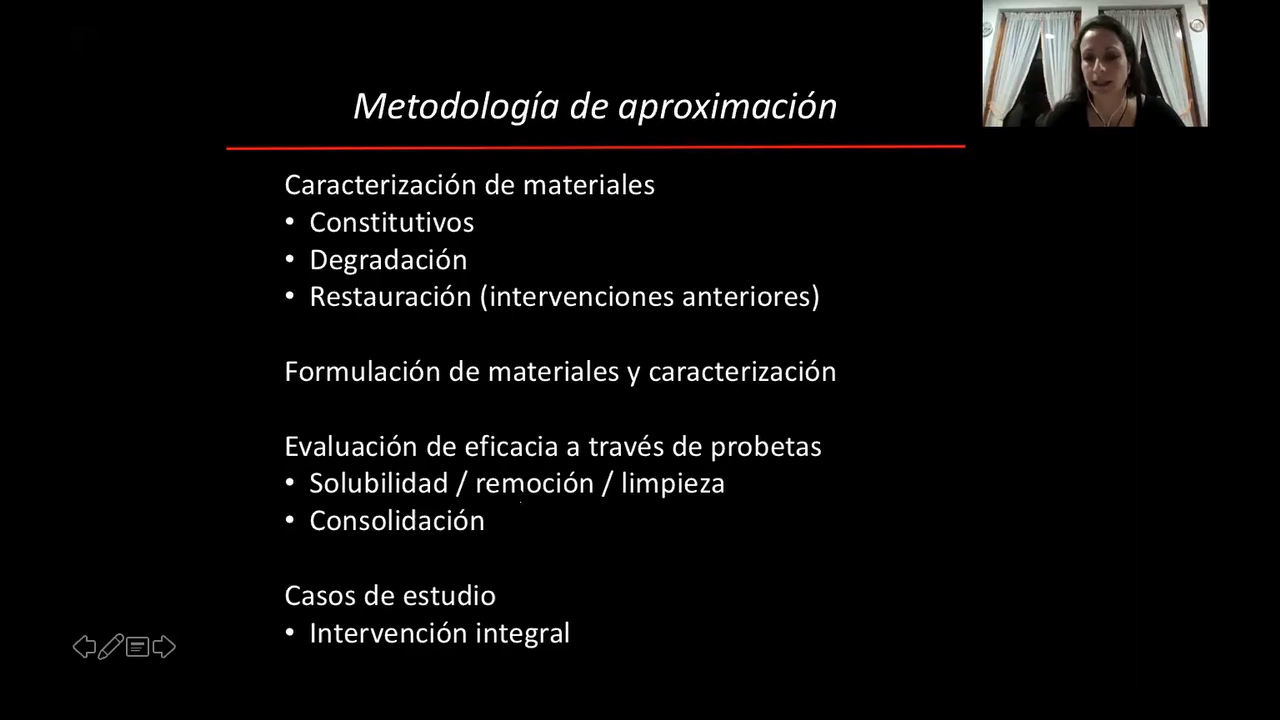 Metodología de aproximación
Caracterización de materiales
• Constitutivos
• Degradación
• Restauración (intervenciones anteriores)
Formulación de materiales y caracterización
Evaluación de eficacia a través de probetas
• Solubilidad / remoción / limpieza
• Consolidación
Casos de estudio
• Intervención integral